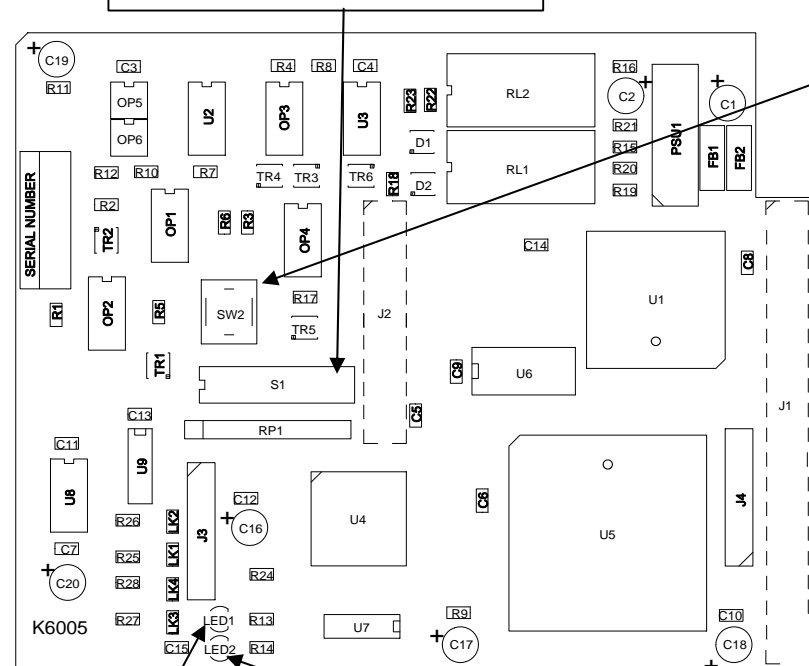 C19
C3
R4
R8
C4
R16
R11
OP5
OP6
U2
OP3
U3
R23
R22
RL2
C2
C1
R21
D1
R15
PSU1
FB1
FB2
R12
R10
R7
TR4
TR3
TR6
R18
D2
RL1
R20
R19
SERIAL NUMBER
R2
TR2
OP1
R6
R3
OP4
C14
C8
R1
OP2
R5
SW2
R17
TR5
J2
U1
TR1
S1
C9
U6
C13
RP1
C5
J1
C11
U8
U9
J3
C12
C16
U4
C6
U5
J4
R26
LK2
C7
R25
LK1
C20
R28
LK4
R24
K6005
R27
LK3
LED1
R13
U7
R9
C10
C15
LED2
R14
C17
C18